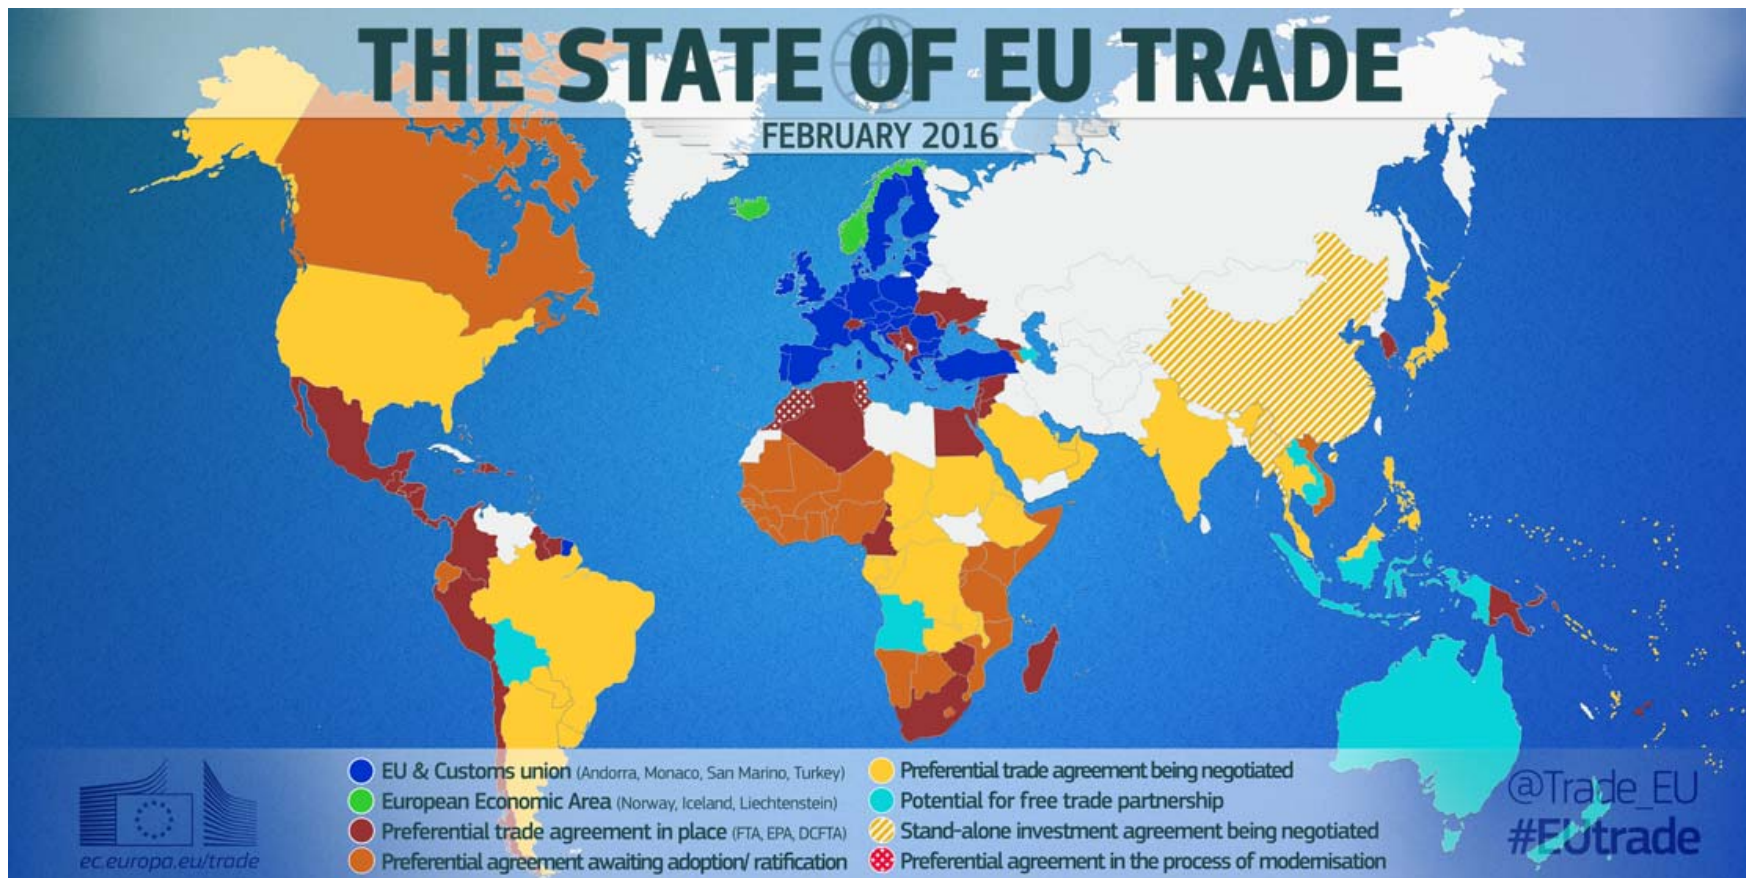 THE STATE OF EU TRADE
FEBRUARY 2016
EU & Customs union (Andorra, Monaco, San Marino, Turkey)
European Economic Area (Norway, Iceland, Liechtenstein)
Preferential trade agreement in place (FTA, EPA, DCFTA)
Preferential agreement awaiting adoption/ ratification
Preferential trade agreement being negotiated
Potential for free trade partnership
Stand-alone investment agreement being negotiated
Preferential agreement in the process of modernisation
ec.europa.eu/trade
@Trade_EU
#EUtrade